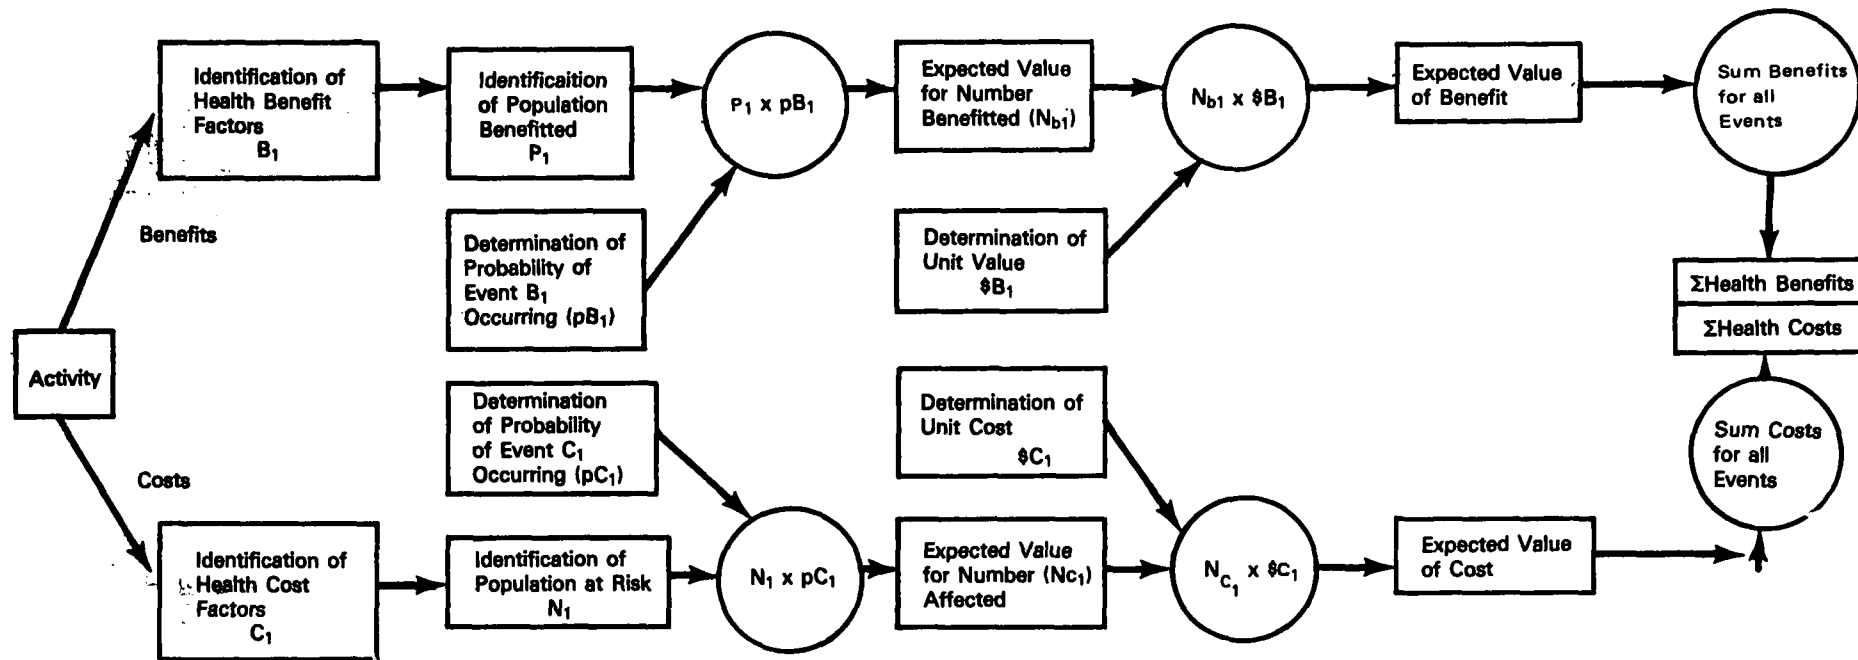 Identification of
Health Benefit
Factors
B₁
Identificaition
of Population
Benefitted
P₁
P₁ x pB₁
Expected Value
for Number
Benefitted (Nb₁)
Nb1 x $B₁
Expected Value
of Benefit
Sum Benefits
for all
Events
Benefits
Determination of
Probability of
Event B₁
Occurring (pB₁)
Determination of
Unit Value
$B₁
ΣHealth Benefits
ΣHealth Costs
Activity
Determination
of Probability
of Event C₁
Occurring (pC₁)
Determination of
Unit Cost
$C₁
Sum Costs
for all
Events
Costs
Identification of
Health Cost
Factors
C₁
Identification of
Population at Risk
N₁
N₁ x pC₁
Expected Value
for Number (Nc₁)
Affected
NC₁ x $C₁
Expected Value
of Cost